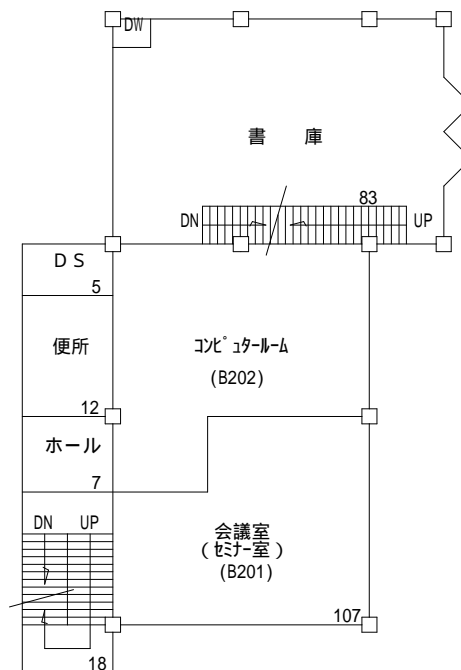 DW
書 庫
83
DN
UP
DS
5
便所
コンピュタールーム
(B202)
12
ホール
7
DN UP
会議室
(セミナー室)
(B201)
107
18